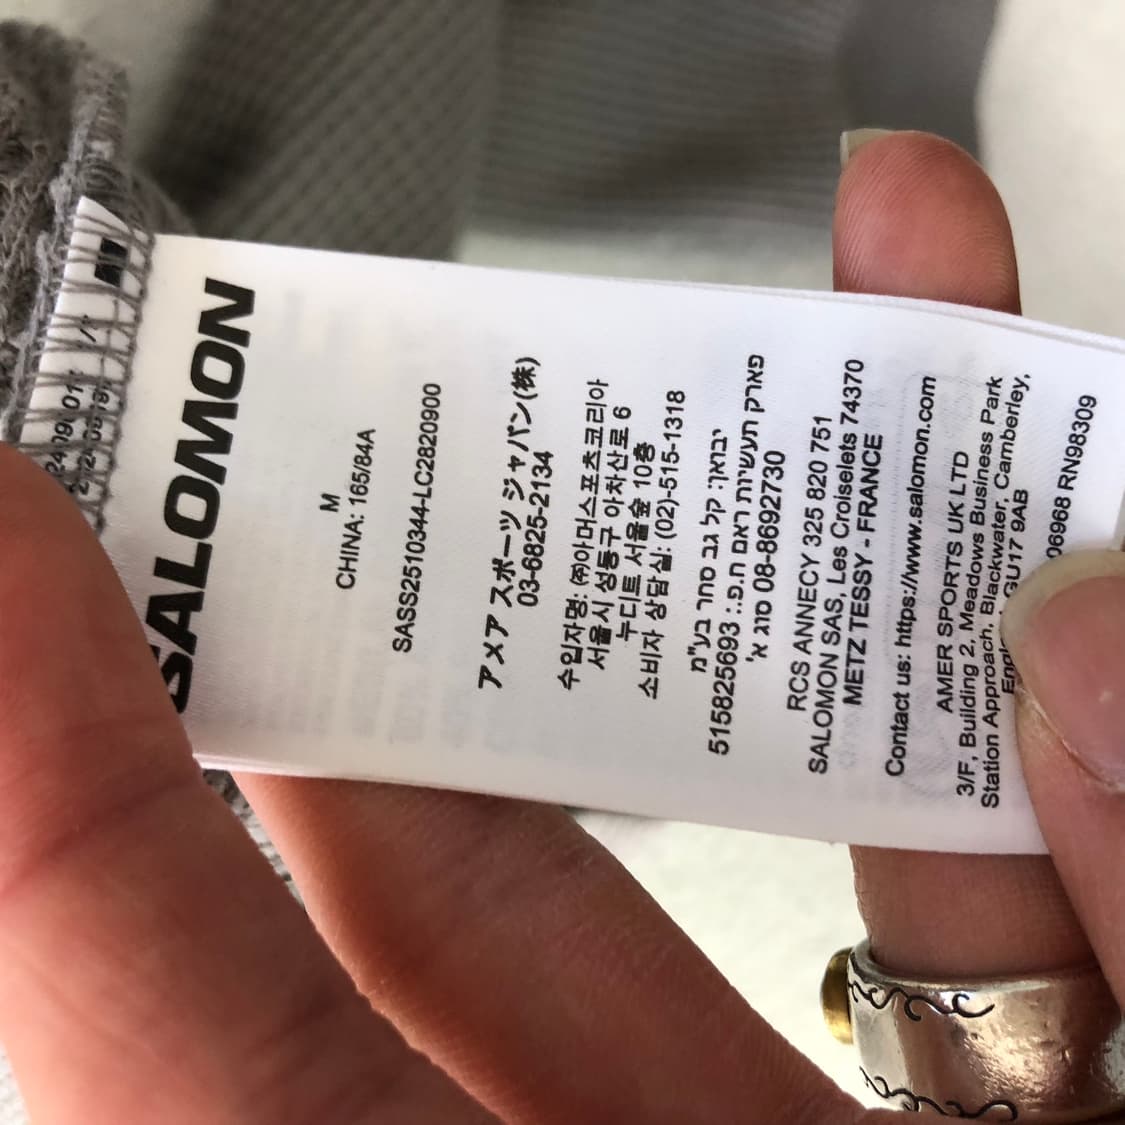 SALOMON
M
CHINA: 165/84A
SASS2510344-LC2820900
アメア スポーツ ジャパン(株)
03-6825-2134
수입자명: ㈜아머스포츠코리아
서울시 성동구 아차산로 6
누디트 서울숲 10층
소비자 상담실: (02)-515-1318
יבואן: קל גב סחר בע"מ
515825693 פארק תעשיות ראם ח.פ.:
08-8692730 סוג א'
RCS ANNECY 325 820 751
SALOMON SAS, Les Croiselets 74370
METZ TESSY - FRANCE
Contact us: https://www.salomon.com
AMER SPORTS UK LTD
3/F, Building 2, Meadows Business Park
Station Approach, Blackwater, Camberley,
GU17 9AB
06968 RN98309